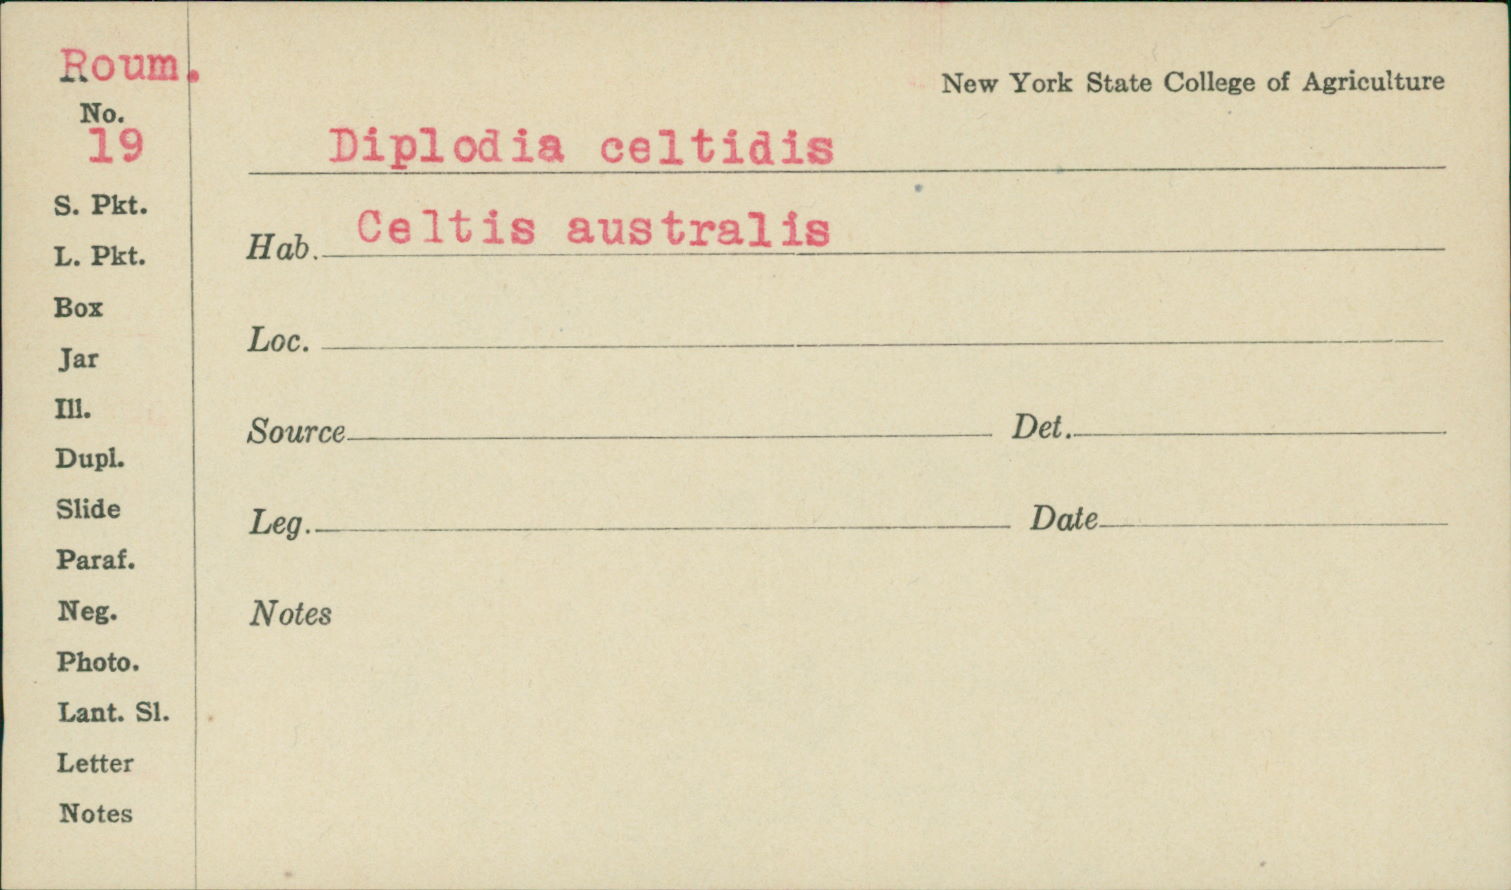 Roum.
No.
19
S. Pkt.
L. Pkt.
Box
Jar
Ill.
Dupl.
Slide
Paraf.
Neg.
Photo.
Lant. Sl.
Letter
Notes
New York State College of Agriculture
Diplodia celtidis
Hab. Celtis australis
Loc.
Source Det.
Leg. Date
Notes